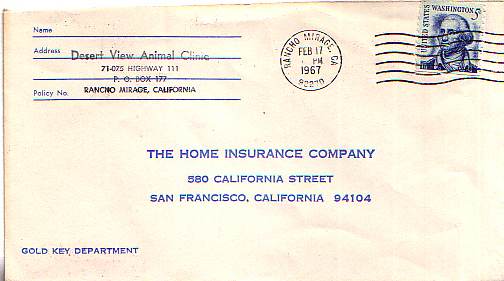 Name
Address
Desert View Animal Clinic
71-075 HIGHWAY 111
P. O. BOX 177
Policy No.
RANCHO MIRAGE, CALIFORNIA
RANCHO MIRAGE, CA
FEB 17
PM
1967
92270
UNITED STATES
WASHINGTON
5c
THE HOME INSURANCE COMPANY
580 CALIFORNIA STREET
SAN FRANCISCO, CALIFORNIA 94104
GOLD KEY DEPARTMENT